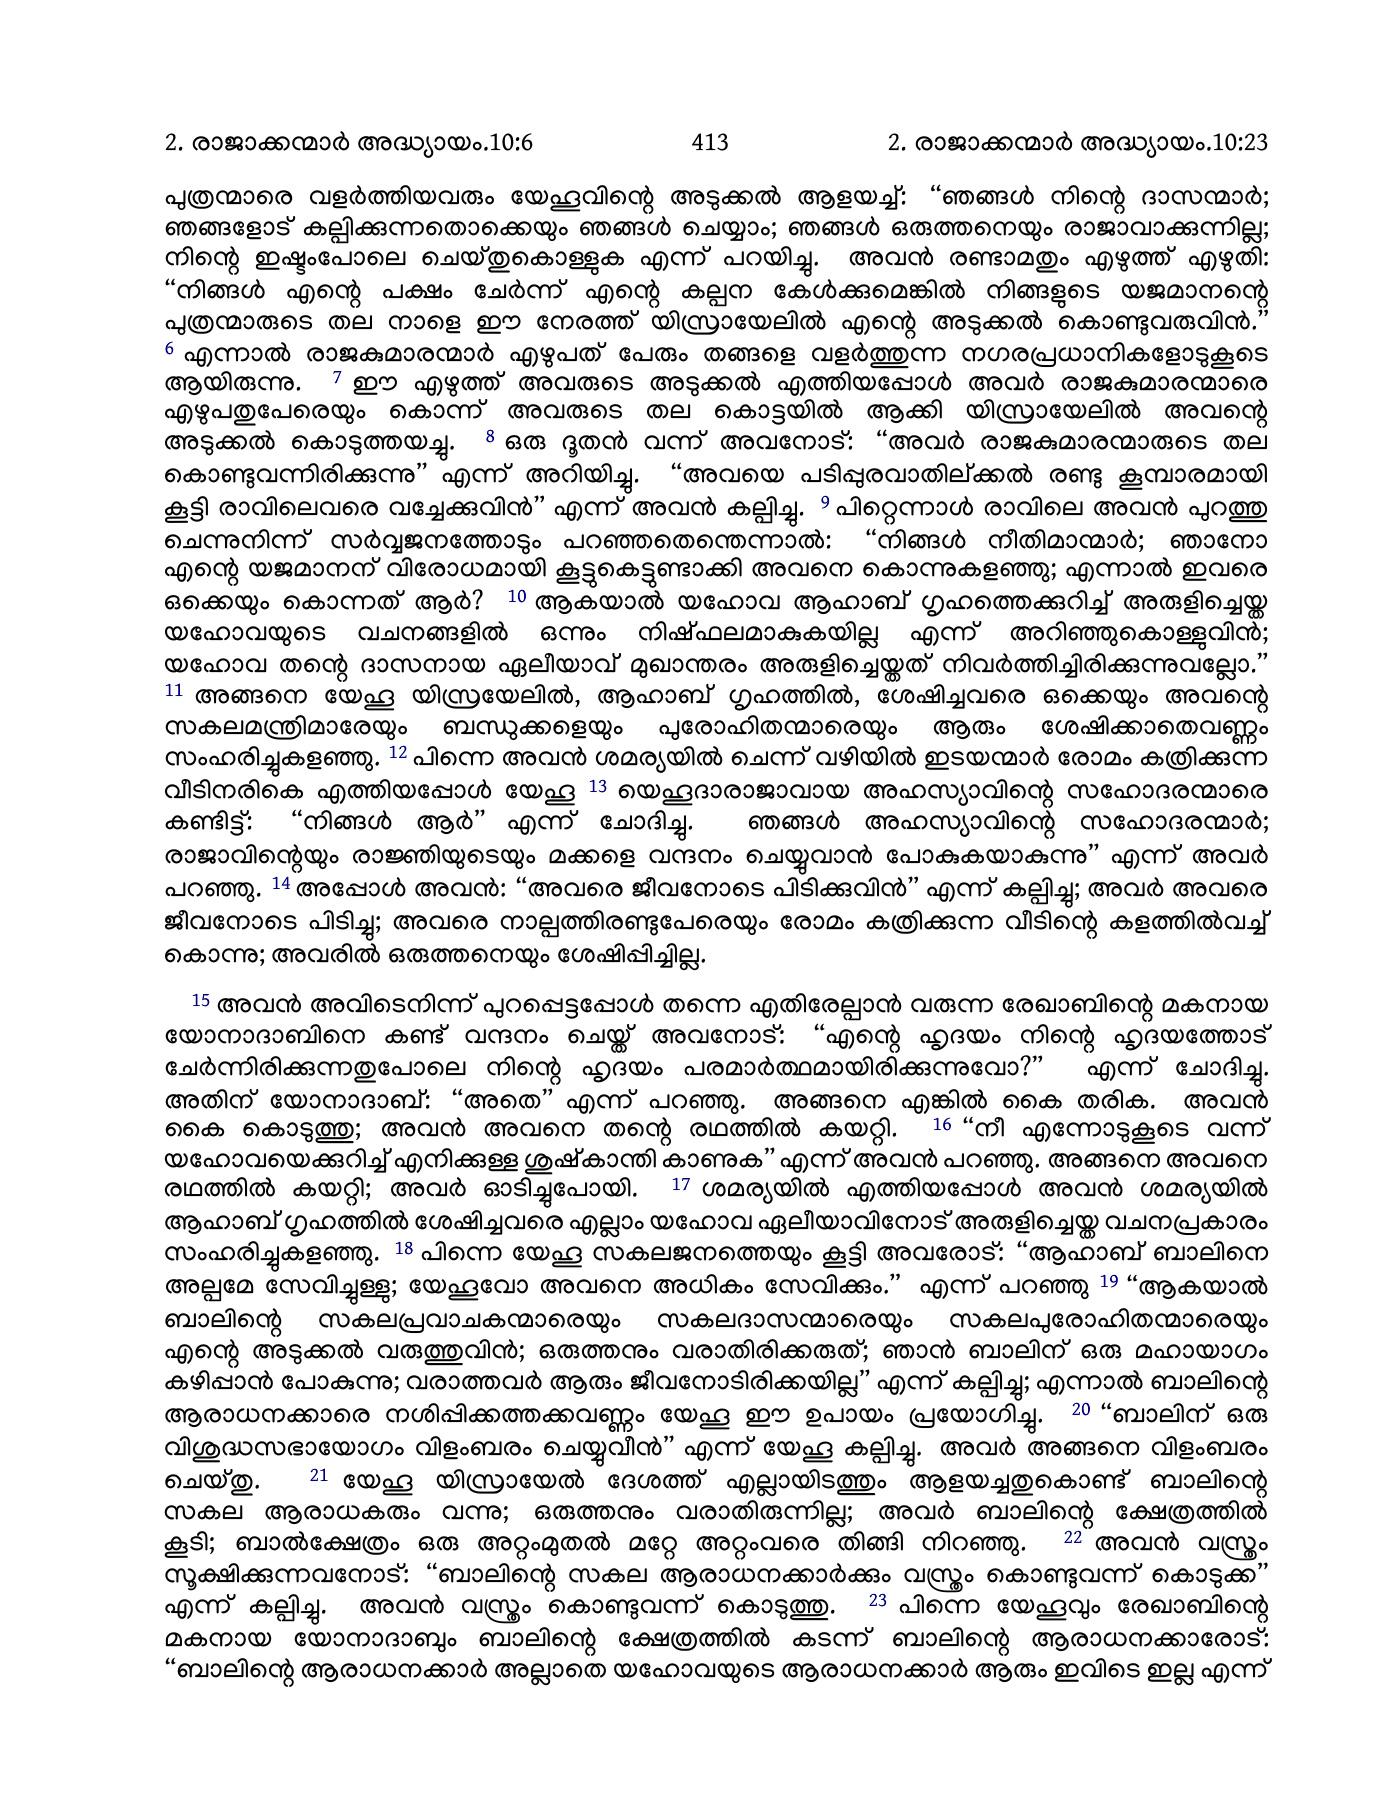 2. രാജാക്കന്മാർ അദ്ധ്യായം.10:6 413 2. രാജാക്കന്മാർ അദ്ധ്യായം.10:23
പുത്രന്മാരെ വളർത്തിയവരും യേഹൂവിന്റെ അടുക്കൽ ആളയച്ച്: “ഞങ്ങൾ നിന്റെ ദാസന്മാർ;
ഞങ്ങളോട് കല്പിക്കുന്നതൊക്കെയും ഞങ്ങൾ ചെയ്യാം; ഞങ്ങൾ ഒരുത്തനെയും രാജാവാക്കുന്നില്ല;
നിന്റെ ഇഷ്ടംപോലെ ചെയ്തുകൊള്ളുക എന്ന് പറയിച്ചു. അവൻ രണ്ടാമതും എഴുത്ത് എഴുതി:
“നിങ്ങൾ എന്റെ പക്ഷം ചേർന്ന് എന്റെ കല്പന കേൾക്കുമെങ്കിൽ നിങ്ങളുടെ യജമാനന്റെ
പുത്രന്മാരുടെ തല നാളെ ഈ നേരത്ത് യിസ്രായേലിൽ എന്റെ അടുക്കൽ കൊണ്ടുവരുവിൻ.”
6 എന്നാൽ രാജകുമാരന്മാർ എഴുപത് പേരും തങ്ങളെ വളർത്തുന്ന നഗരപ്രധാനികളോടുകൂടെ
ആയിരുന്നു. 7 ഈ എഴുത്ത് അവരുടെ അടുക്കൽ എത്തിയപ്പോൾ അവർ രാജകുമാരന്മാരെ
എഴുപതുപേരെയും കൊന്ന് അവരുടെ തല കൊട്ടയിൽ ആക്കി യിസ്രായേലിൽ അവന്റെ
അടുക്കൽ കൊടുത്തയച്ചു. 8 ഒരു ദൂതൻ വന്ന് അവനോട്: “അവർ രാജകുമാരന്മാരുടെ തല
കൊണ്ടുവന്നിരിക്കുന്നു” എന്ന് അറിയിച്ചു. “അവയെ പടിപ്പുരവാതില്ക്കൽ രണ്ടു കൂമ്പാരമായി
കൂട്ടി രാവിലെവരെ വച്ചേക്കുവിൻ” എന്ന് അവൻ കല്പിച്ചു. 9 പിറ്റെന്നാൾ രാവിലെ അവൻ പുറത്തു
ചെന്നുനിന്ന് സർവ്വജനത്തോടും പറഞ്ഞതെന്തെന്നാൽ: “നിങ്ങൾ നീതിമാന്മാർ; ഞാനോ
എന്റെ യജമാനന് വിരോധമായി കൂട്ടുകെട്ടുണ്ടാക്കി അവനെ കൊന്നുകളഞ്ഞു; എന്നാൽ ഇവരെ
ഒക്കെയും കൊന്നത് ആർ? 10 ആകയാൽ യഹോവ ആഹാബ് ഗൃഹത്തെക്കുറിച്ച് അരുളിച്ചെയ്ത
യഹോവയുടെ വചനങ്ങളിൽ ഒന്നും നിഷ്ഫലമാകുകയില്ല എന്ന് അറിഞ്ഞുകൊള്ളുവിൻ;
യഹോവ തന്റെ ദാസനായ ഏലീയാവ് മുഖാന്തരം അരുളിച്ചെയ്തത് നിവർത്തിച്ചിരിക്കുന്നുവല്ലോ.”
11 അങ്ങനെ യേഹൂ യിസ്രയേലിൽ, ആഹാബ് ഗൃഹത്തിൽ, ശേഷിച്ചവരെ ഒക്കെയും അവന്റെ
സകലമന്ത്രിമാരേയും ബന്ധുക്കളെയും പുരോഹിതന്മാരെയും ആരും ശേഷിക്കാതെവണ്ണം
സംഹരിച്ചുകളഞ്ഞു. 12 പിന്നെ അവൻ ശമര്യയിൽ ചെന്ന് വഴിയിൽ ഇടയന്മാർ രോമം കത്രിക്കുന്ന
വീടിനരികെ എത്തിയപ്പോൾ യേഹൂ 13 യെഹൂദാരാജാവായ അഹസ്യാവിന്റെ സഹോദരന്മാരെ
കണ്ടിട്ട്: “നിങ്ങൾ ആർ” എന്ന് ചോദിച്ചു. ഞങ്ങൾ അഹസ്യാവിന്റെ സഹോദരന്മാർ;
രാജാവിന്റെയും രാജ്ഞിയുടെയും മക്കളെ വന്ദനം ചെയ്യുവാൻ പോകുകയാകുന്നു” എന്ന് അവർ
പറഞ്ഞു. 14 അപ്പോൾ അവൻ: “അവരെ ജീവനോടെ പിടിക്കുവിൻ” എന്ന് കല്പിച്ചു; അവർ അവരെ
ജീവനോടെ പിടിച്ചു; അവരെ നാല്പത്തിരണ്ടുപേരെയും രോമം കത്രിക്കുന്ന വീടിന്റെ കളത്തിൽവച്ച്
കൊന്നു; അവരിൽ ഒരുത്തനെയും ശേഷിപ്പിച്ചില്ല.
15 അവൻ അവിടെനിന്ന് പുറപ്പെട്ടപ്പോൾ തന്നെ എതിരേല്പാൻ വരുന്ന രേഖാബിന്റെ മകനായ
യോനാദാബിനെ കണ്ട് വന്ദനം ചെയ്ത് അവനോട്: “എന്റെ ഹൃദയം നിന്റെ ഹൃദയത്തോട്
ചേർന്നിരിക്കുന്നതുപോലെ നിന്റെ ഹൃദയം പരമാർത്ഥമായിരിക്കുന്നുവോ?” എന്ന് ചോദിച്ചു.
അതിന് യോനാദാബ്: “അതെ” എന്ന് പറഞ്ഞു. അങ്ങനെ എങ്കിൽ കൈ തരിക. അവൻ
കൈ കൊടുത്തു; അവൻ അവനെ തന്റെ രഥത്തിൽ കയറ്റി. 16 “നീ എന്നോടുകൂടെ വന്ന്
യഹോവയെക്കുറിച്ച് എനിക്കുള്ള ശുഷ്കാന്തി കാണുക” എന്ന് അവൻ പറഞ്ഞു. അങ്ങനെ അവനെ
രഥത്തിൽ കയറ്റി; അവർ ഓടിച്ചുപോയി. 17 ശമര്യയിൽ എത്തിയപ്പോൾ അവൻ ശമര്യയിൽ
ആഹാബ് ഗൃഹത്തിൽ ശേഷിച്ചവരെ എല്ലാം യഹോവ ഏലീയാവിനോട് അരുളിച്ചെയ്ത വചനപ്രകാരം
സംഹരിച്ചുകളഞ്ഞു. 18 പിന്നെ യേഹൂ സകലജനത്തെയും കൂട്ടി അവരോട്: “ആഹാബ് ബാലിനെ
അല്പമേ സേവിച്ചുള്ളു; യേഹൂവോ അവനെ അധികം സേവിക്കും.” എന്ന് പറഞ്ഞു 19 “ആകയാൽ
ബാലിന്റെ സകലപ്രവാചകന്മാരെയും സകലദാസന്മാരെയും സകലപുരോഹിതന്മാരെയും
എന്റെ അടുക്കൽ വരുത്തുവിൻ; ഒരുത്തനും വരാതിരിക്കരുത്; ഞാൻ ബാലിന് ഒരു മഹായാഗം
കഴിപ്പാൻ പോകുന്നു; വരാത്തവർ ആരും ജീവനോടിരിക്കയില്ല” എന്ന് കല്പിച്ചു; എന്നാൽ ബാലിന്റെ
ആരാധനക്കാരെ നശിപ്പിക്കത്തക്കവണ്ണം യേഹൂ ഈ ഉപായം പ്രയോഗിച്ചു. 20 “ബാലിന് ഒരു
വിശുദ്ധസഭായോഗം വിളംബരം ചെയ്യുവീൻ” എന്ന് യേഹൂ കല്പിച്ചു. അവർ അങ്ങനെ വിളംബരം
ചെയ്തു. 21 യേഹൂ യിസ്രായേൽ ദേശത്ത് എല്ലായിടത്തും ആളയച്ചതുകൊണ്ട് ബാലിന്റെ
സകല ആരാധകരും വന്നു; ഒരുത്തനും വരാതിരുന്നില്ല; അവർ ബാലിന്റെ ക്ഷേത്രത്തിൽ
കൂടി; ബാൽക്ഷേത്രം ഒരു അറ്റംമുതൽ മറ്റേ അറ്റംവരെ തിങ്ങി നിറഞ്ഞു. 22 അവൻ വസ്ത്രം
സൂക്ഷിക്കുന്നവനോട്: “ബാലിന്റെ സകല ആരാധനക്കാർക്കും വസ്ത്രം കൊണ്ടുവന്ന് കൊടുക്ക”
എന്ന് കല്പിച്ചു. അവൻ വസ്ത്രം കൊണ്ടുവന്ന് കൊടുത്തു. 23 പിന്നെ യേഹൂവും രേഖാബിന്റെ
മകനായ യോനാദാബും ബാലിന്റെ ക്ഷേത്രത്തിൽ കടന്ന് ബാലിന്റെ ആരാധനക്കാരോട്:
“ബാലിന്റെ ആരാധനക്കാർ അല്ലാതെ യഹോവയുടെ ആരാധനക്കാർ ആരും ഇവിടെ ഇല്ല എന്ന്